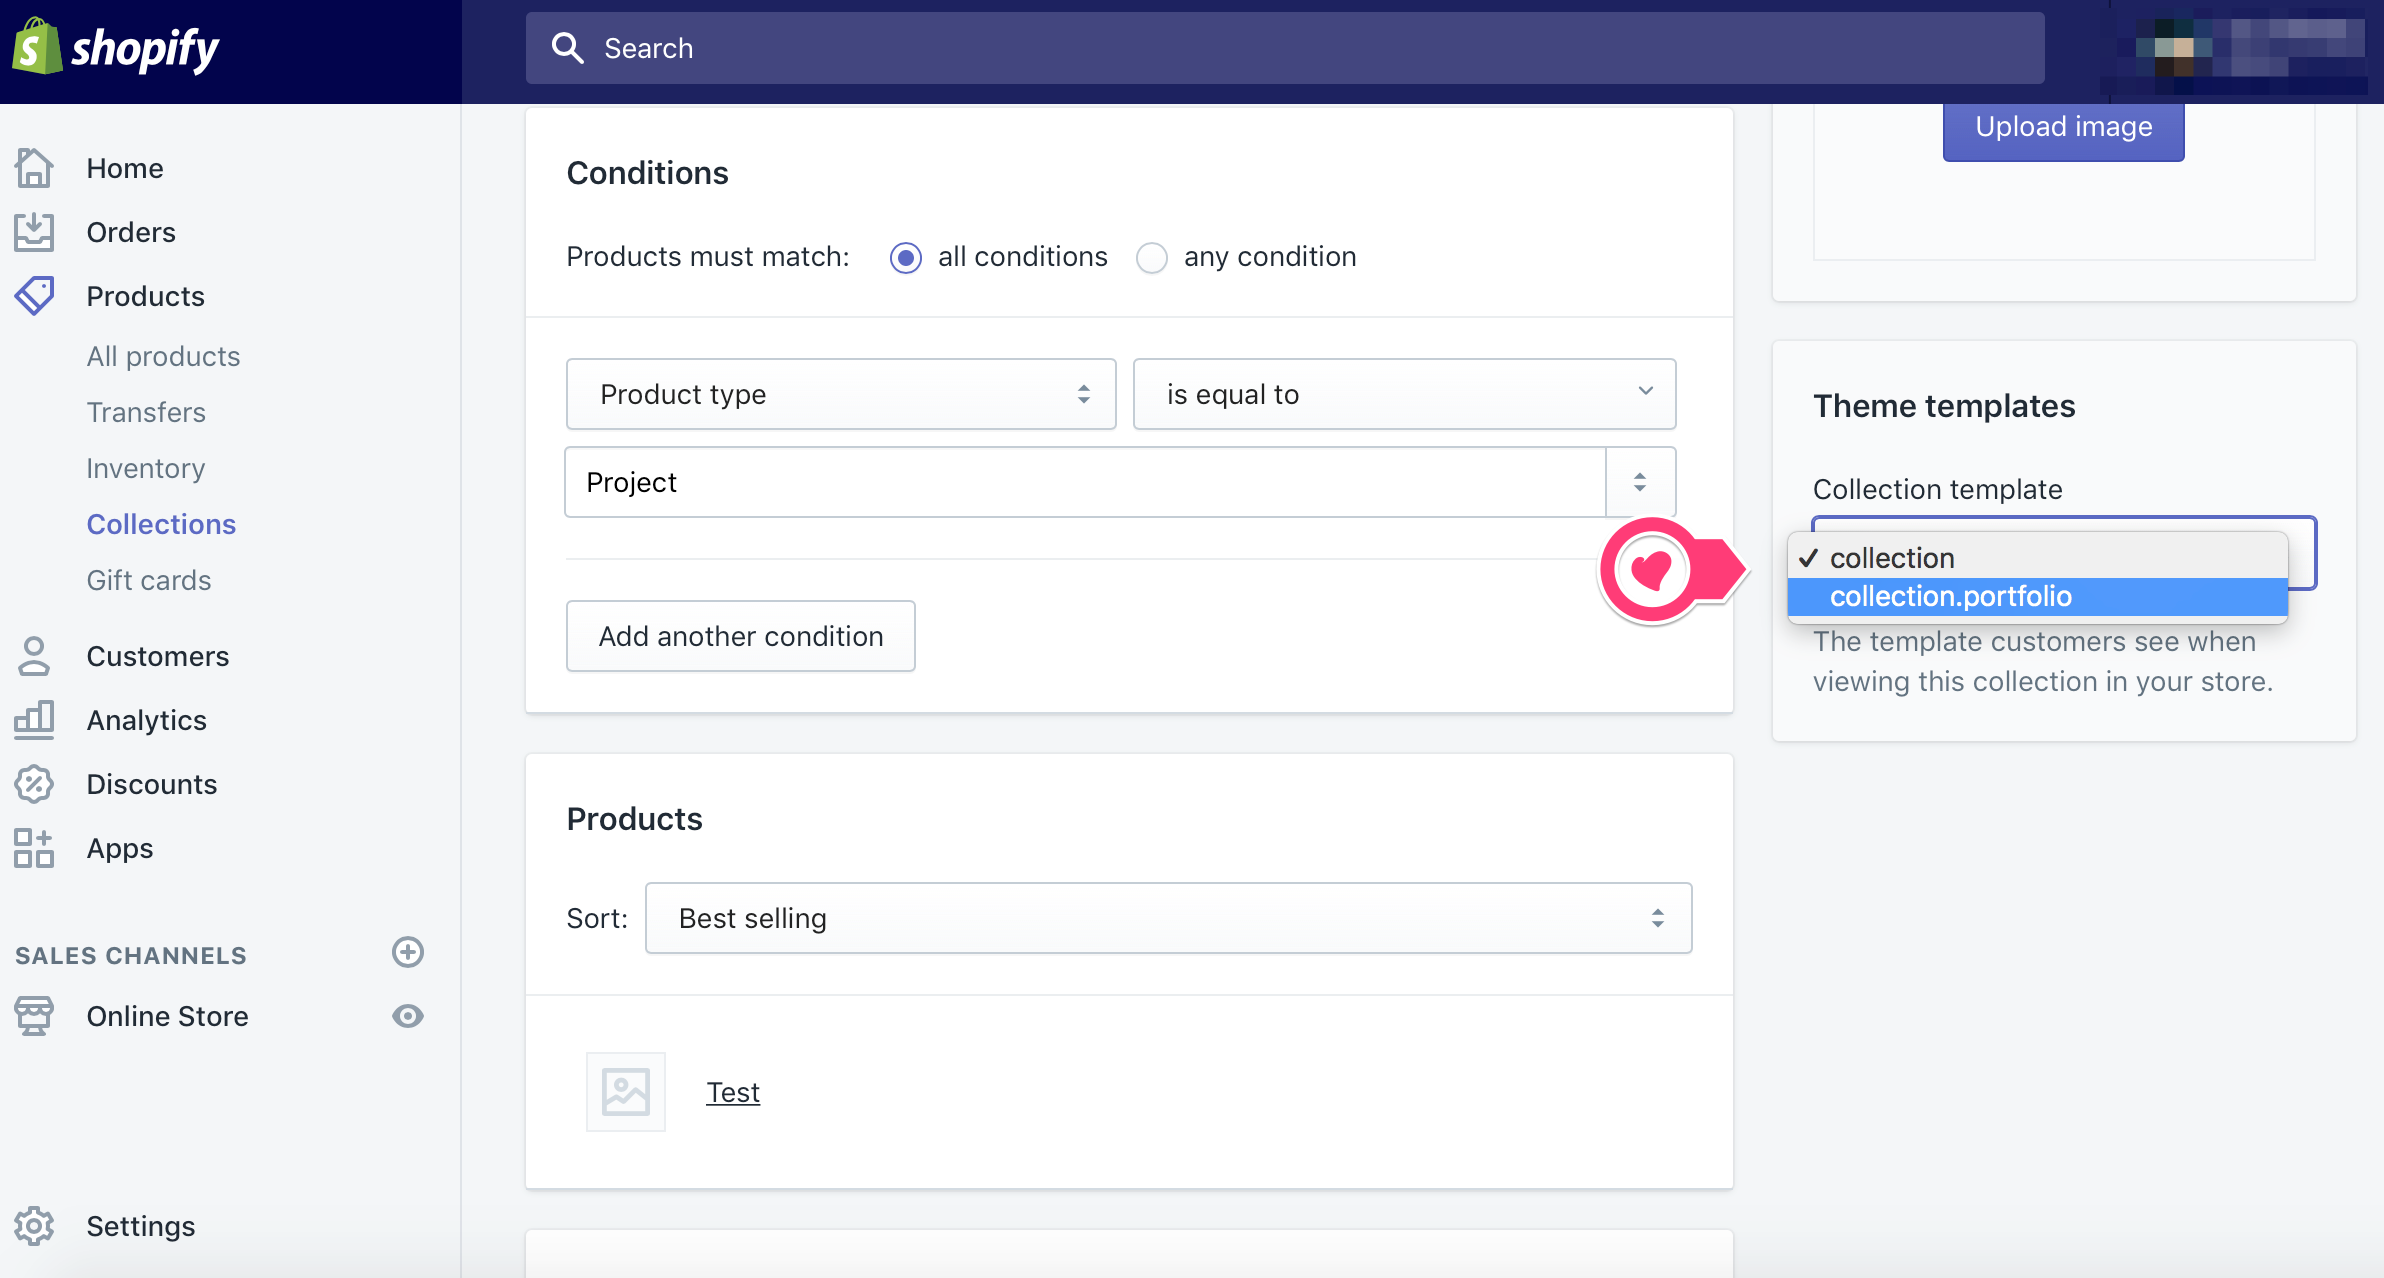 shopify
Search
Home
Orders
Products
All products
Transfers
Inventory
Collections
Gift cards
Customers
Analytics
Discounts
Apps
SALES CHANNELS
Online Store
Settings
Conditions
Products must match: all conditions any condition
Product type is equal to
Project
Add another condition
Products
Sort: Best selling
Test
Upload image
Theme templates
Collection template
✓ collection
collection.portfolio
The template customers see when
viewing this collection in your store.